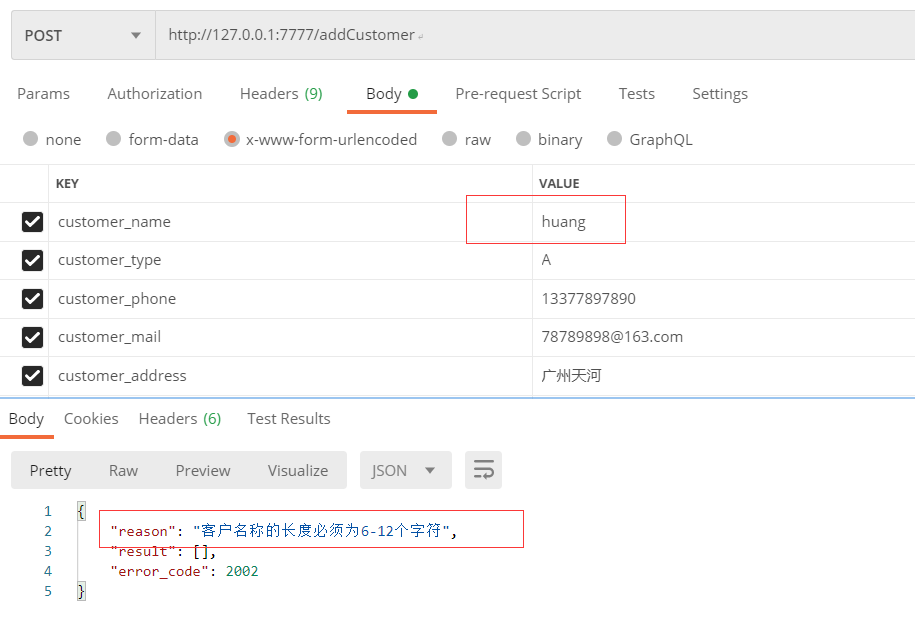 POST http://127.0.0.1:7777/addCustomer
Params Authorization Headers (9) Body Pre-request Script Tests Settings
none form-data x-www-form-urlencoded raw binary GraphQL
KEY VALUE
customer_name huang
customer_type A
customer_phone 13377897890
customer_mail 78789898@163.com
customer_address 广州天河
Body Cookies Headers (6) Test Results
Pretty Raw Preview Visualize JSON
1 {
2 "reason": "客户名称的长度必须为6-12个字符",
3 "result": [],
4 "error_code": 2002
5 }